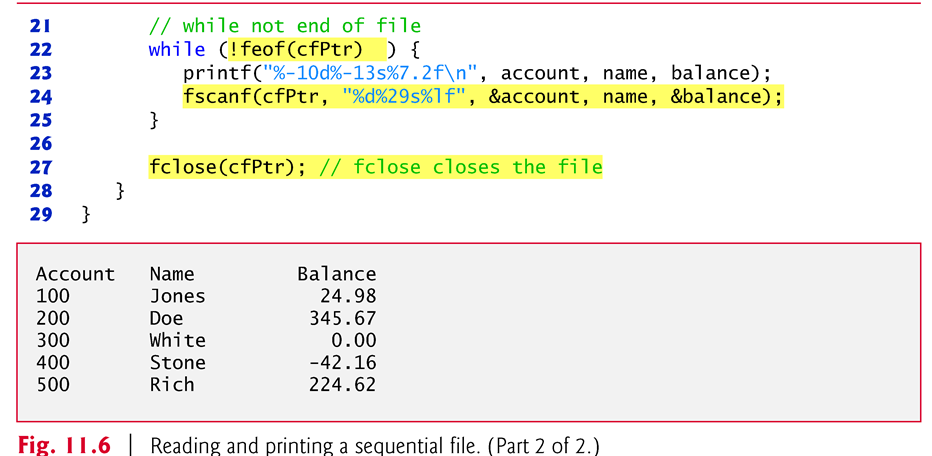 21 // while not end of file
22 while (!feof(cfPtr) ) {
23 printf("%-10d%-13s%7.2f\n", account, name, balance);
24 fscanf(cfPtr, "%d%29s%lf", &account, name, &balance);
25 }
26
27 fclose(cfPtr); // fclose closes the file
28 }
29 }
Account Name Balance
100 Jones 24.98
200 Doe 345.67
300 White 0.00
400 Stone -42.16
500 Rich 224.62
Fig. 11.6 | Reading and printing a sequential file. (Part 2 of 2.)